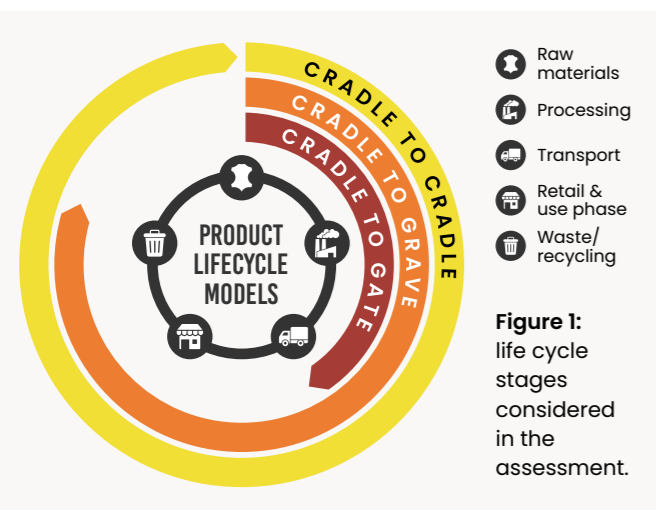 CRADLE TO CRADLE
CRADLE TO GRAVE
CRADLE TO GATE
PRODUCT
LIFECYCLE
MODELS
Raw
materials
Processing
Transport
Retail &
use phase
Waste/
recycling
Figure 1:
life cycle
stages
considered
in the
assessment.